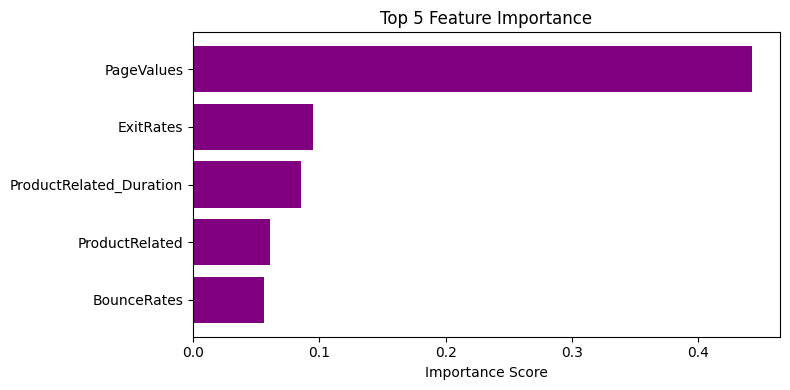 Top 5 Feature Importance
PageValues
ExitRates
ProductRelated_Duration
ProductRelated
BounceRates
0.0 0.1 0.2 0.3 0.4
Importance Score